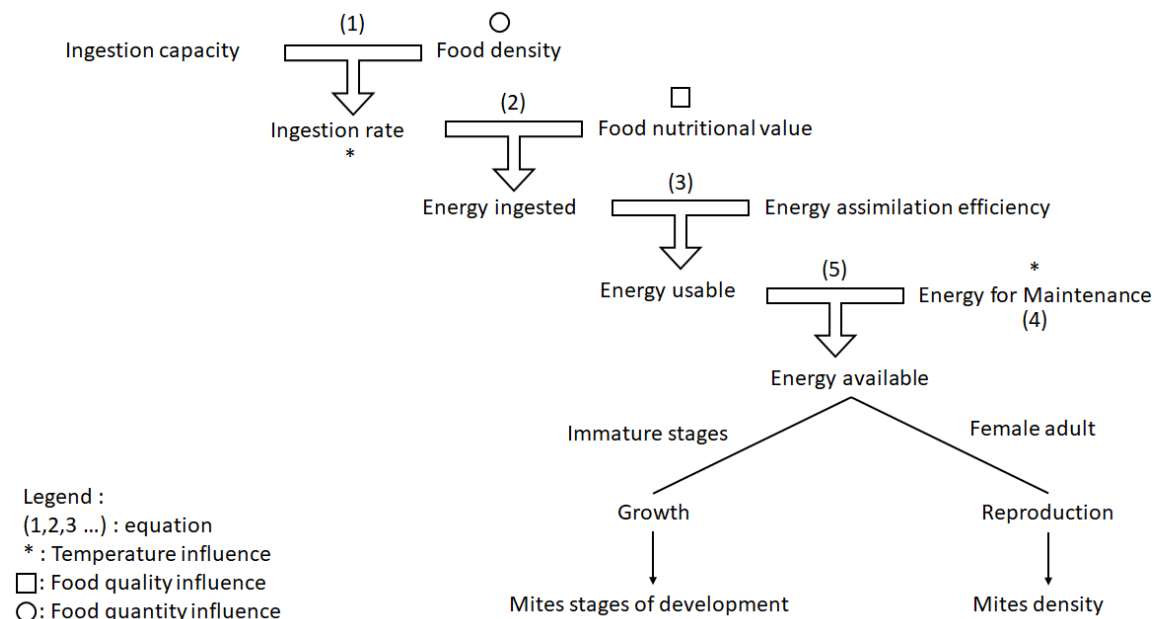 (1)
Ingestion capacity
Food density
(2)
Ingestion rate
*
Food nutritional value
(3)
Energy ingested
Energy assimilation efficiency
(5)
*
Energy usable
Energy for Maintenance
(4)
Energy available
Immature stages
Female adult
Growth
Reproduction
Mites stages of development
Mites density
Legend :
(1,2,3 ...) : equation
* : Temperature influence
: Food quality influence
: Food quantity influence